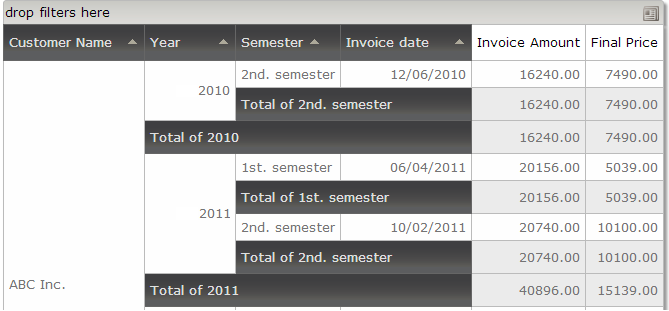 drop filters here
Customer Name Year Semester Invoice date Invoice Amount Final Price
2010 2nd. semester 12/06/2010 16240.00 7490.00
Total of 2nd. semester 16240.00 7490.00
Total of 2010 16240.00 7490.00
2011 1st. semester 06/04/2011 20156.00 5039.00
Total of 1st. semester 20156.00 5039.00
2nd. semester 10/02/2011 20740.00 10100.00
Total of 2nd. semester 20740.00 10100.00
ABC Inc. Total of 2011 40896.00 15139.00